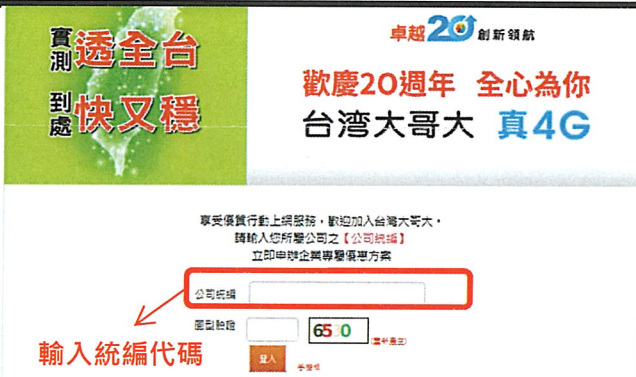 實測透全台
到處快又穩
卓越20創新領航
歡慶20週年 全心為你
台灣大哥大 真4G
享受優質行動上網服務，歡迎加入台灣大哥大。
請輸入您所屬公司之【公司統編】
立即申辦企業專屬優惠方案
公司統編
圖型驗證
(重新產生)
登入
輸入統編代碼